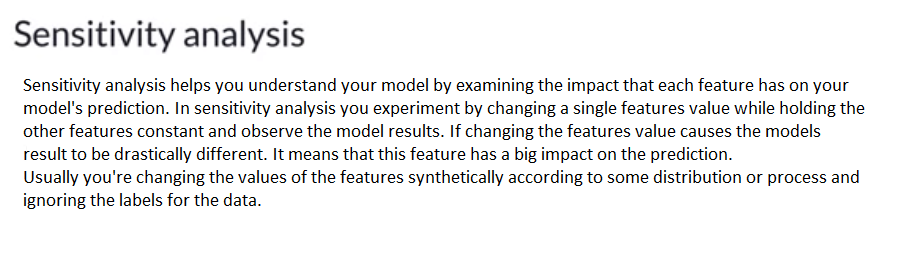 Sensitivity analysis
Sensitivity analysis helps you understand your model by examining the impact that each feature has on your
model's prediction. In sensitivity analysis you experiment by changing a single features value while holding the
other features constant and observe the model results. If changing the features value causes the models
result to be drastically different. It means that this feature has a big impact on the prediction.
Usually you're changing the values of the features synthetically according to some distribution or process and
ignoring the labels for the data.